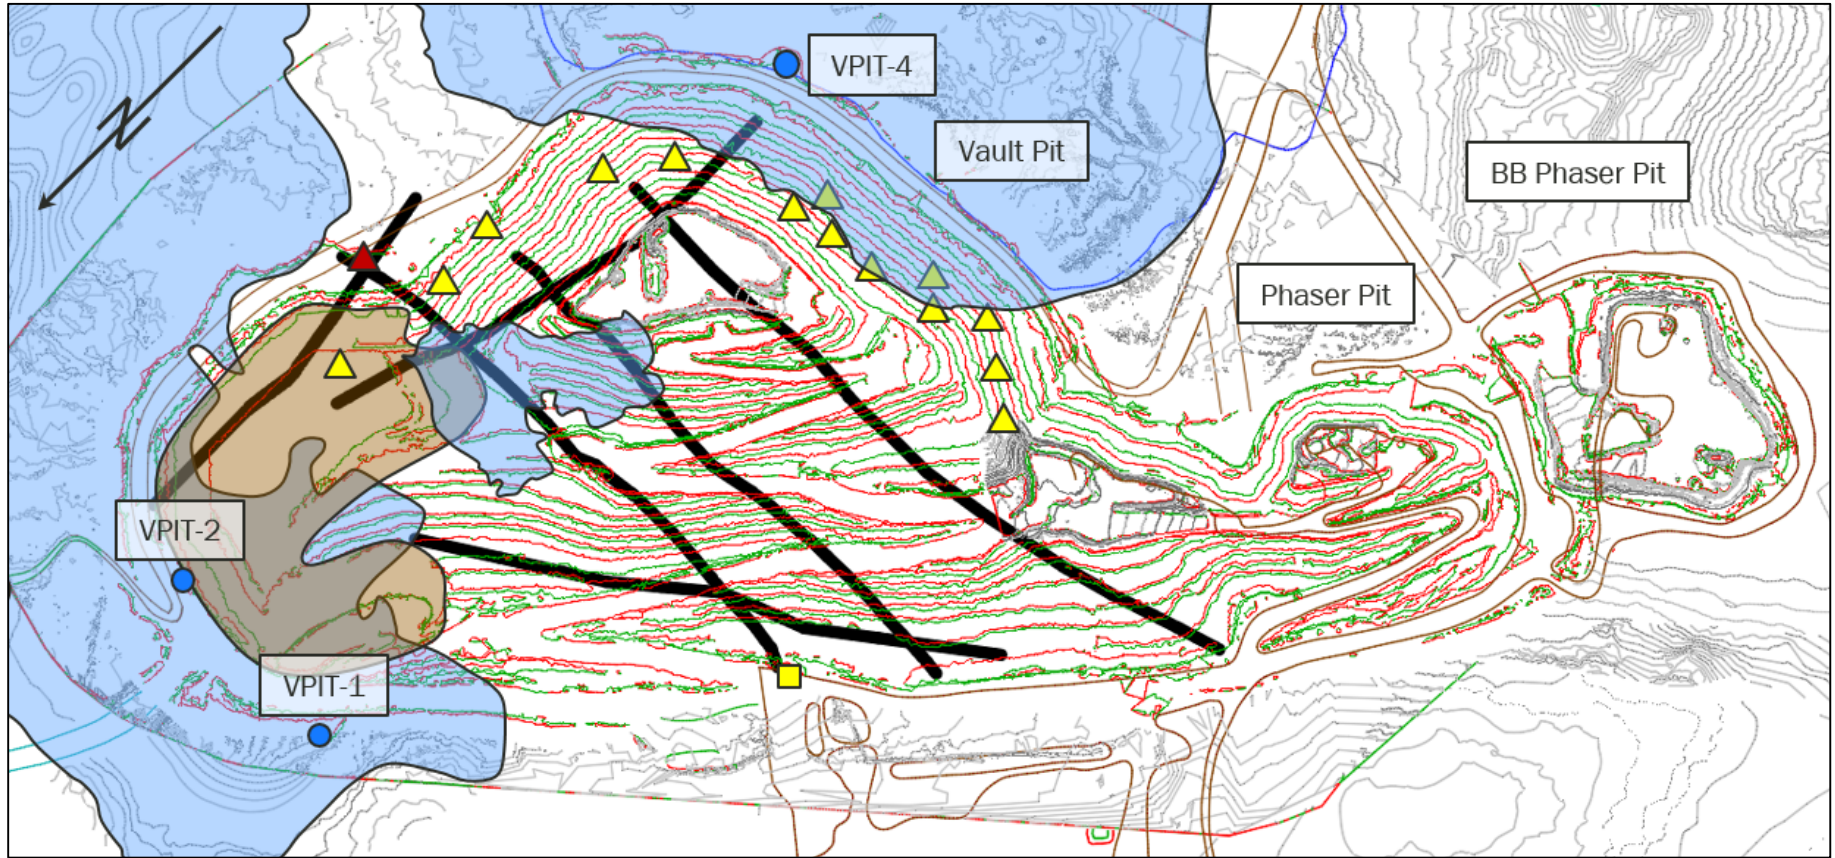 VPIT-4
Vault Pit
BB Phaser Pit
Phaser Pit
VPIT-2
VPIT-1